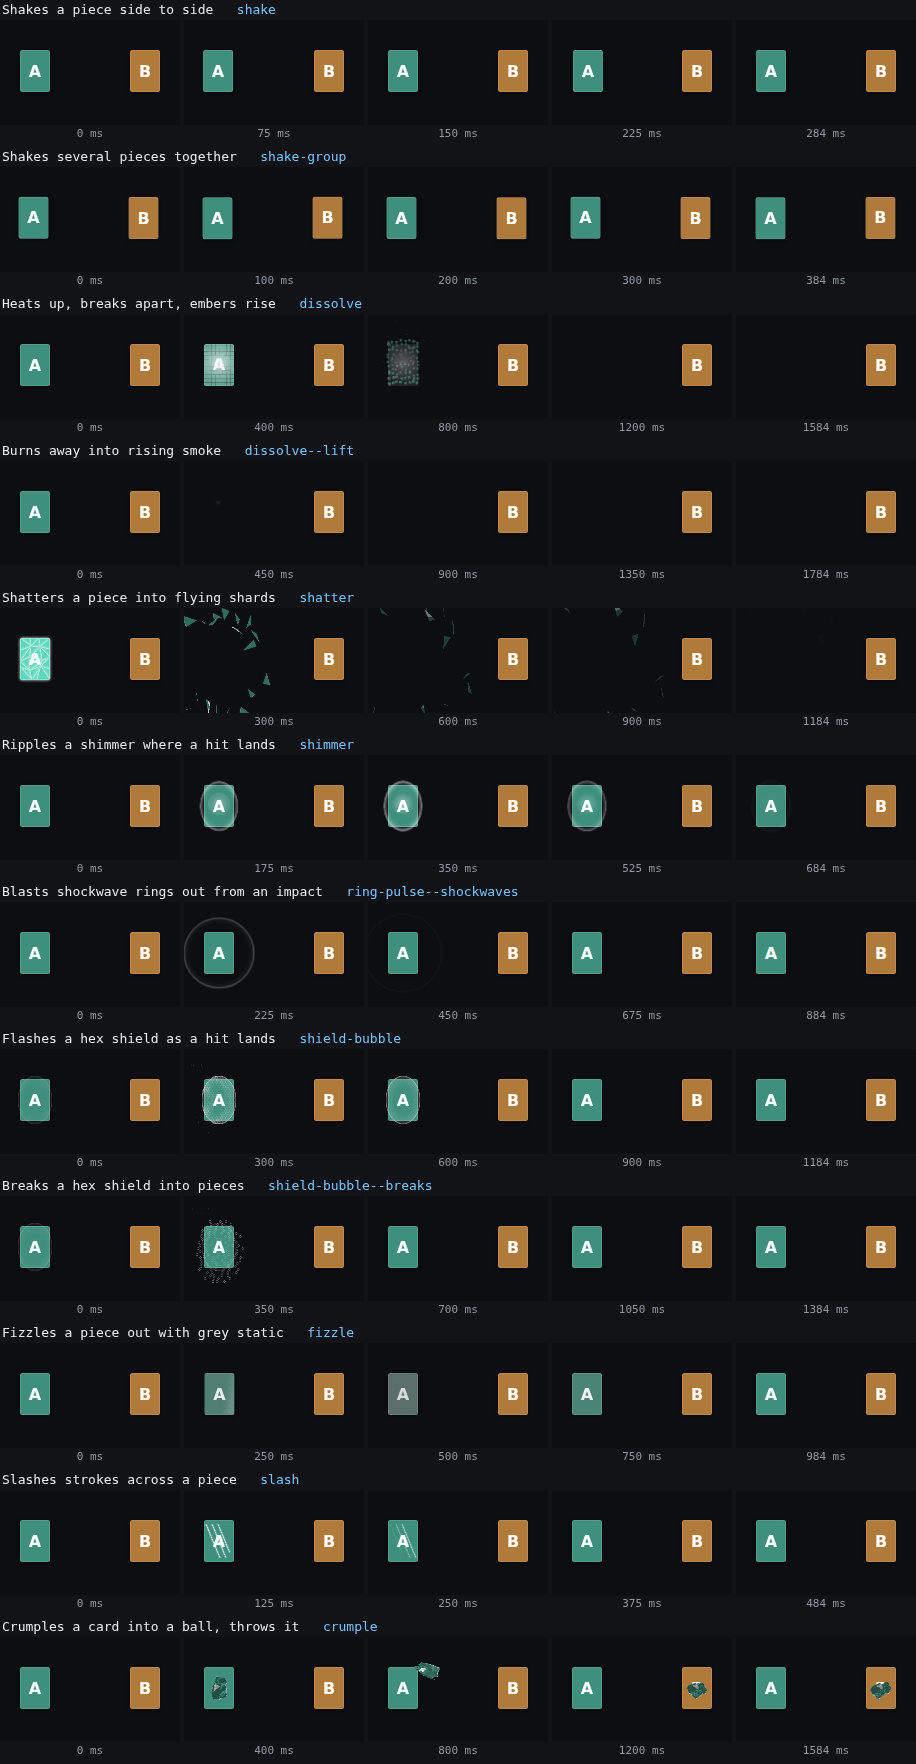 Shakes a piece side to side shake
A B A B A B A B A B
0 ms 75 ms 150 ms 225 ms 284 ms
Shakes several pieces together shake-group
A B A B A B A B A B
0 ms 100 ms 200 ms 300 ms 384 ms
Heats up, breaks apart, embers rise dissolve
A B A B B B B
0 ms 400 ms 800 ms 1200 ms 1584 ms
Burns away into rising smoke dissolve--lift
A B B B B B
0 ms 450 ms 900 ms 1350 ms 1784 ms
Shatters a piece into flying shards shatter
A B B B B B
0 ms 300 ms 600 ms 900 ms 1184 ms
Ripples a shimmer where a hit lands shimmer
A B A B A B A B A B
0 ms 175 ms 350 ms 525 ms 684 ms
Blasts shockwave rings out from an impact ring-pulse--shockwaves
A B A B A B A B A B
0 ms 225 ms 450 ms 675 ms 884 ms
Flashes a hex shield as a hit lands shield-bubble
A B A B A B A B A B
0 ms 300 ms 600 ms 900 ms 1184 ms
Breaks a hex shield into pieces shield-bubble--breaks
A B A B A B A B A B
0 ms 350 ms 700 ms 1050 ms 1384 ms
Fizzles a piece out with grey static fizzle
A B A B A B A B A B
0 ms 250 ms 500 ms 750 ms 984 ms
Slashes strokes across a piece slash
A B A B A B A B A B
0 ms 125 ms 250 ms 375 ms 484 ms
Crumples a card into a ball, throws it crumple
A B B A B A A
0 ms 400 ms 800 ms 1200 ms 1584 ms